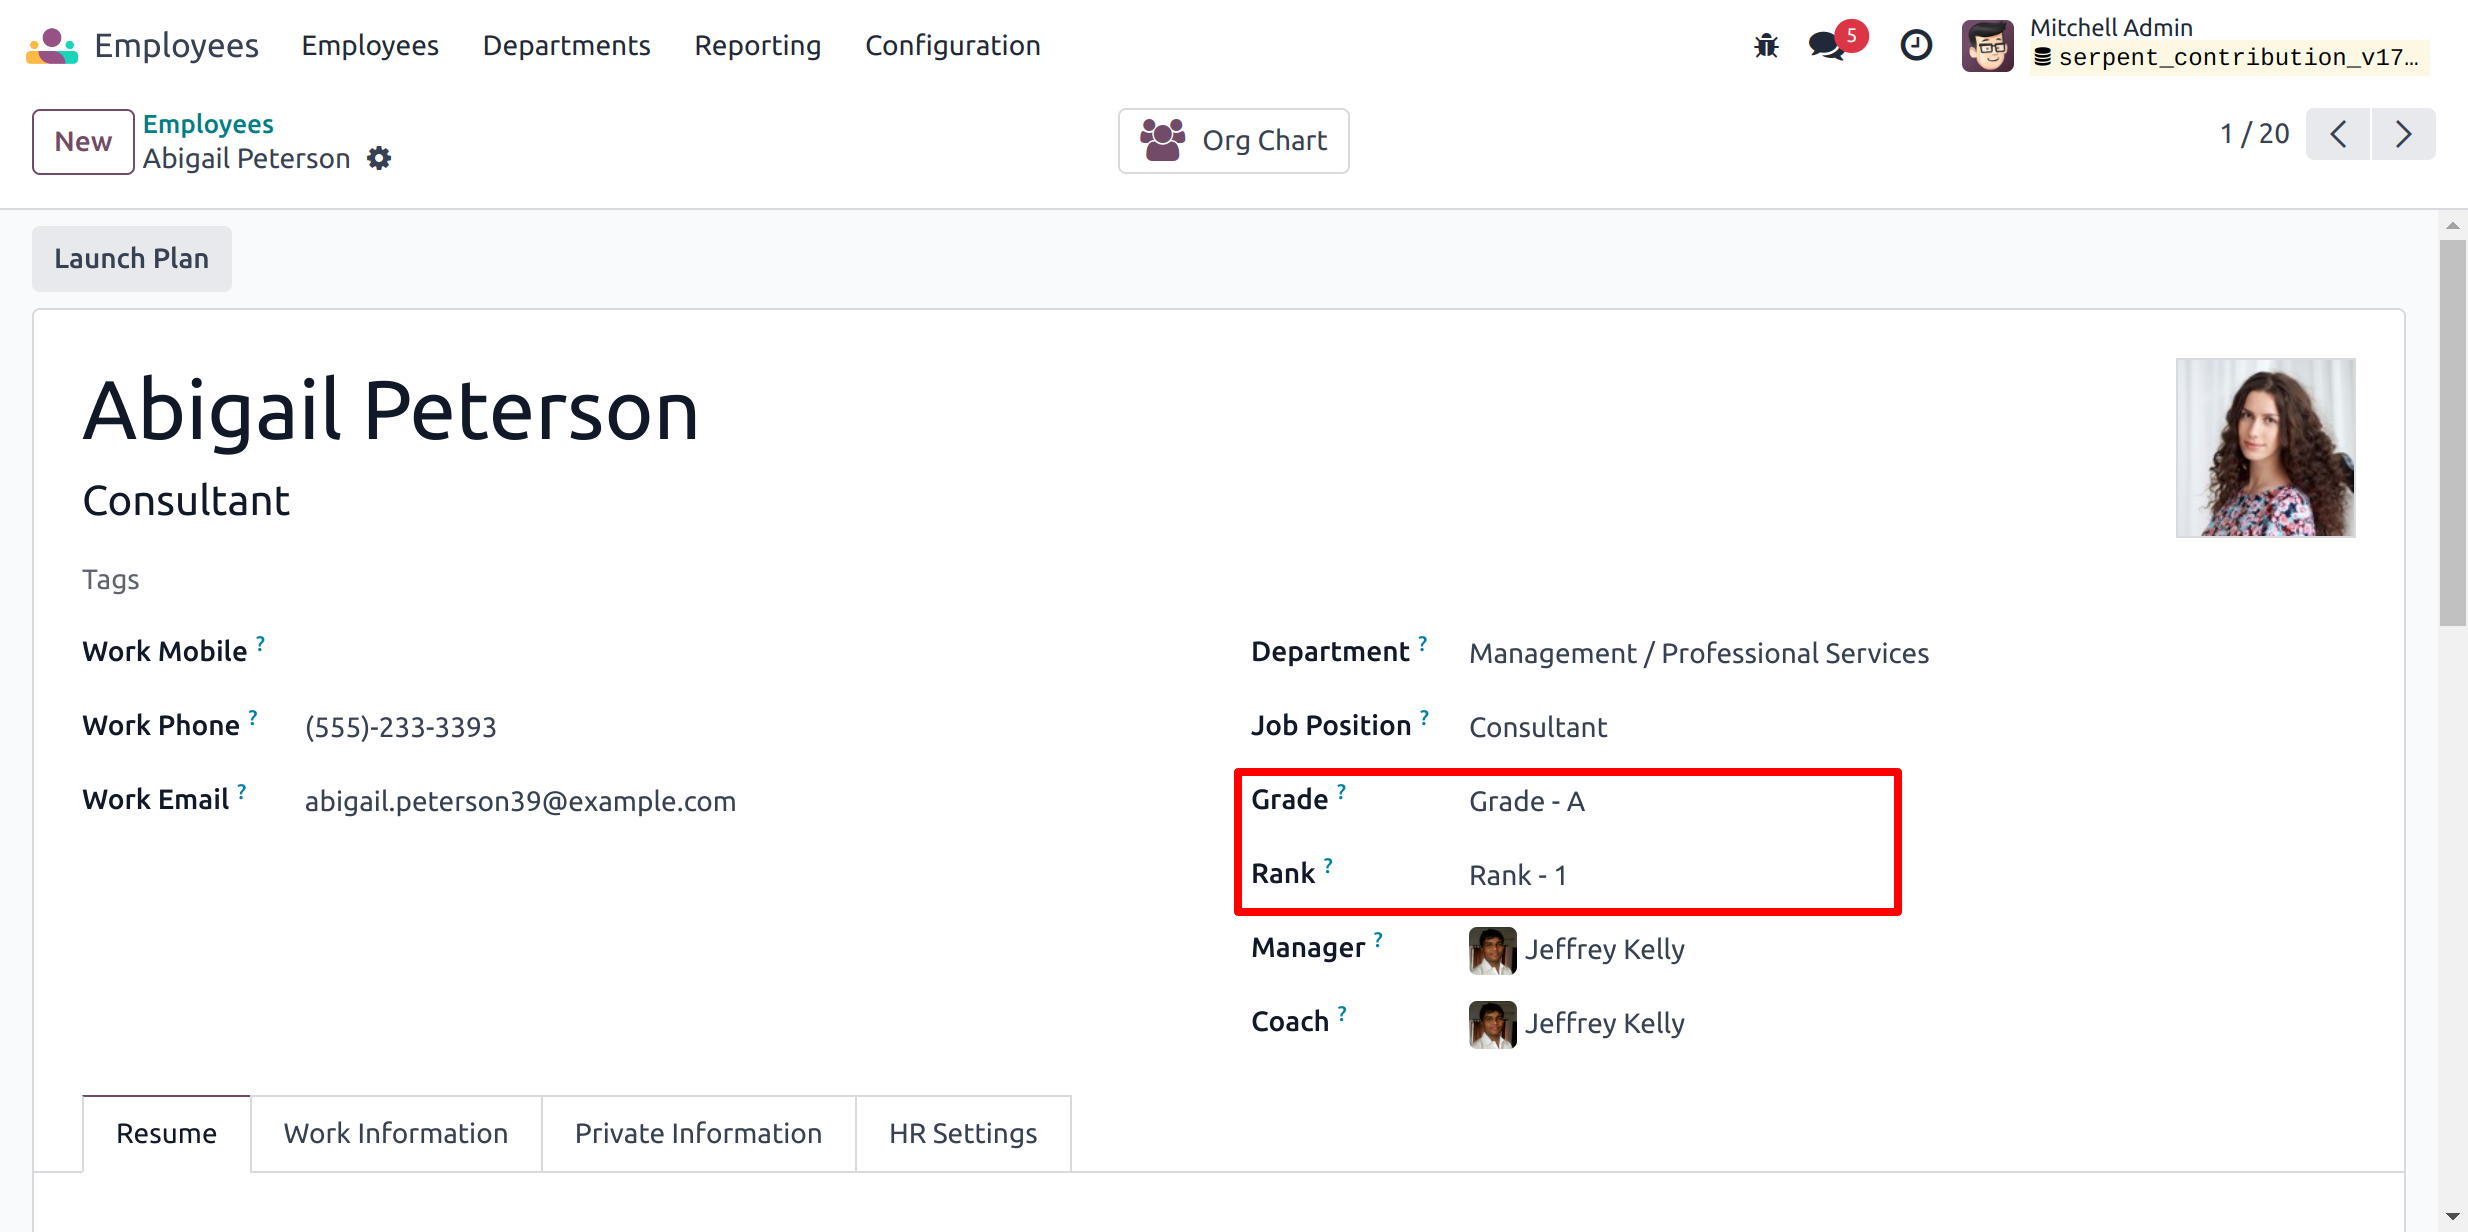 Employees Employees Departments Reporting Configuration 5 Mitchell Admin
serpent_contribution_v17...
New Employees
Abigail Peterson
Org Chart
1 / 20
Launch Plan
Abigail Peterson
Consultant
Tags
Work Mobile ?
Work Phone ? (555)-233-3393
Work Email ? abigail.peterson39@example.com
Department ? Management / Professional Services
Job Position ? Consultant
Grade ? Grade - A
Rank ? Rank - 1
Manager ? Jeffrey Kelly
Coach ? Jeffrey Kelly
Resume Work Information Private Information HR Settings